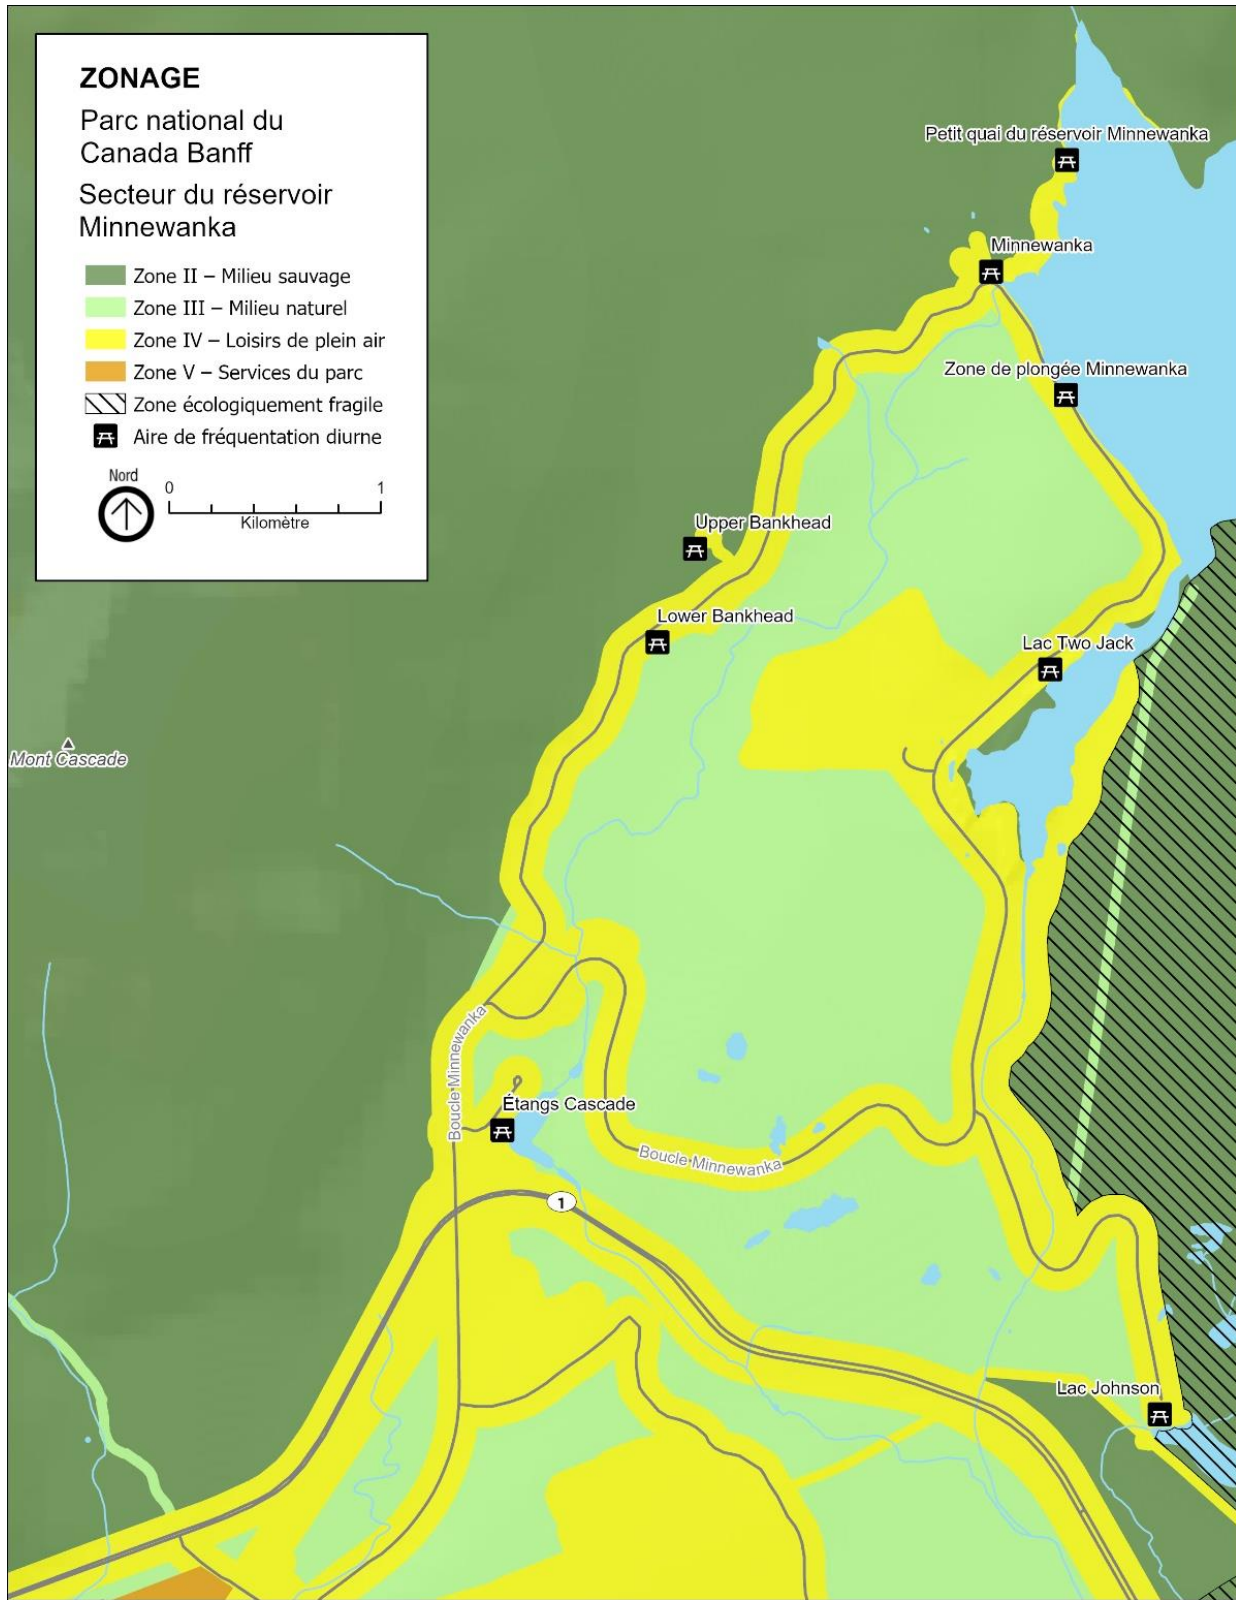 ZONAGE
Parc national du
Canada Banff
Secteur du réservoir
Minnewanka
Zone II – Milieu sauvage
Zone III – Milieu naturel
Zone IV – Loisirs de plein air
Zone V – Services du parc
Zone écologiquement fragile
Aire de fréquentation diurne
Nord
0 1
Kilomètre
Petit quai du réservoir Minnewanka
Minnewanka
Zone de plongée Minnewanka
Upper Bankhead
Lower Bankhead
Lac Two Jack
Mont Cascade
Boucle Minnewanka
Étangs Cascade
Boucle Minnewanka
1
Lac Johnson